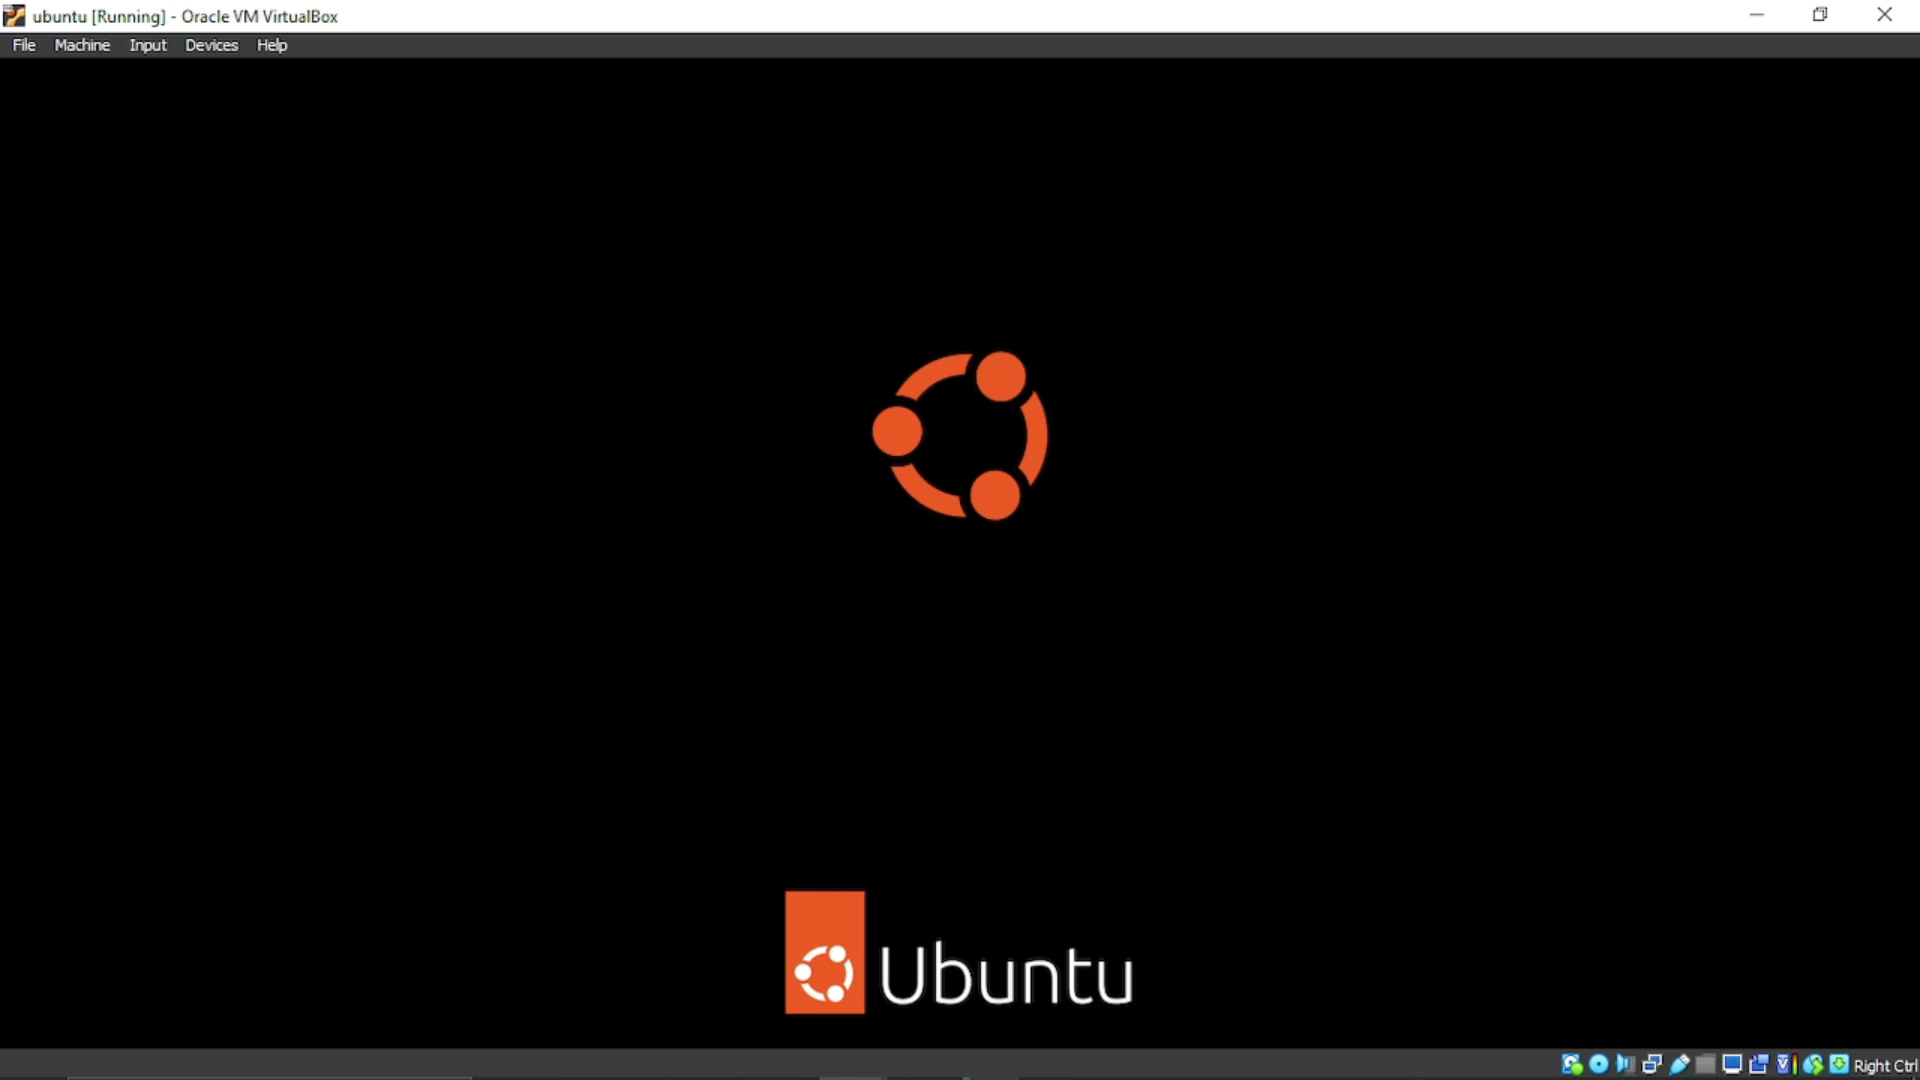 ubuntu [Running] - Oracle VM VirtualBox
File Machine Input Devices Help
Ubuntu
Right Ctrl